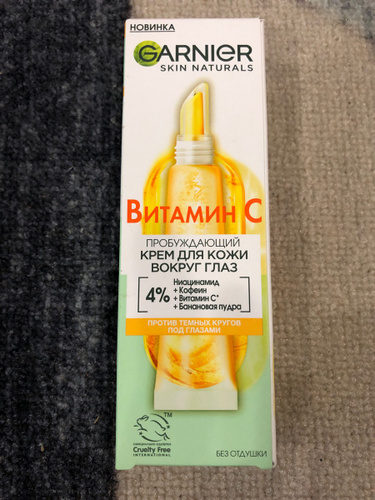 НОВИНКА
GARNIER
SKIN NATURALS
ВИТАМИН С
ПРОБУЖДАЮЩИЙ
КРЕМ ДЛЯ КОЖИ
ВОКРУГ ГЛАЗ
4%
Ниацинамид
+ Кофеин
+ Витамин С*
+ Банановая пудра
ПРОТИВ ТЕМНЫХ КРУГОВ
ПОД ГЛАЗАМИ
TM
Cruelty Free
INTERNATIONAL
БЕЗ ОТДУШКИ